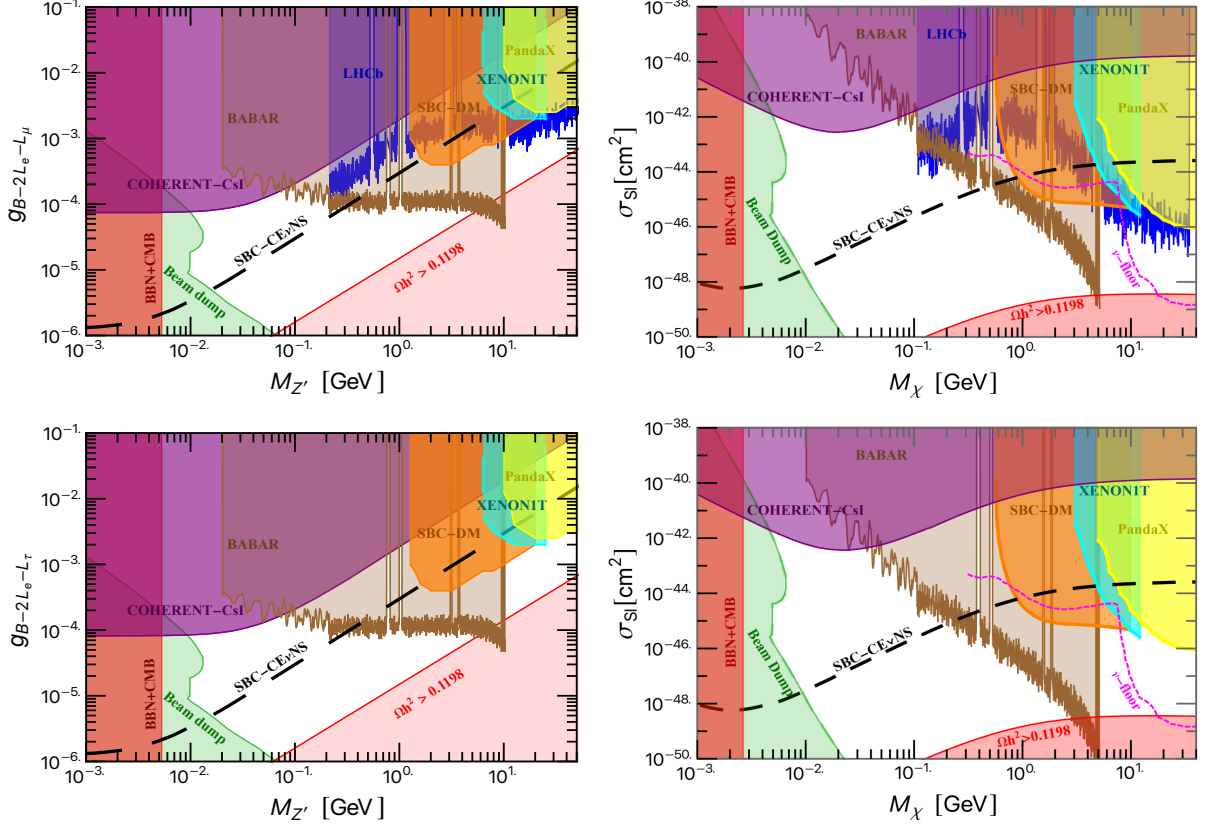 10^-1.
10^-2.
10^-3.
10^-4.
10^-5.
10^-6.
g_B−2L_e−L_μ
BABAR
LHCb
PandaX
XENON1T
SBC−DM
COHERENT−CsI
BBN+CMB
Beam dump
SBC−CEνNS
Ωh² > 0.1198
10^-3. 10^-2. 10^-1. 10^0. 10^1.
M_Z′ [GeV]
10^-38.
10^-40.
10^-42.
10^-44.
10^-46.
10^-48.
10^-50.
σ_SI[cm²]
BABAR
LHCb
XENON1T
SBC−DM
PandaX
COHERENT−CsI
BBN+CMB
Beam Dump
SBC−CEνNS
ν−floor
Ωh²>0.1198
10^-3. 10^-2. 10^-1. 10^0. 10^1.
M_χ [GeV]
10^-1.
10^-2.
10^-3.
10^-4.
10^-5.
10^-6.
g_B−2L_e−L_τ
BABAR
PandaX
XENON1T
SBC−DM
COHERENT−CsI
BBN+CMB
Beam dump
SBC−CEνNS
Ωh² > 0.1198
10^-3. 10^-2. 10^-1. 10^0. 10^1.
M_Z′ [GeV]
10^-38.
10^-40.
10^-42.
10^-44.
10^-46.
10^-48.
10^-50.
σ_SI[cm²]
BABAR
XENON1T
SBC−DM
PandaX
COHERENT−CsI
BBN+CMB
Beam Dump
SBC−CEνNS
ν−floor
Ωh²>0.1198
10^-3. 10^-2. 10^-1. 10^0. 10^1.
M_χ [GeV]